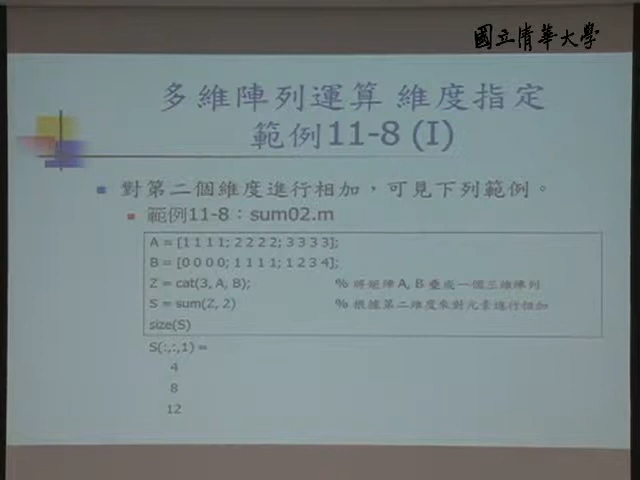 國立清華大學
多維陣列運算 維度指定
範例11-8 (I)
對第二個維度進行相加，可見下列範例。
範例11-8：sum02.m
A = [1 1 1 1; 2 2 2 2; 3 3 3 3];
B = [0 0 0 0; 1 1 1 1; 1 2 3 4];
Z = cat(3, A, B); % 將矩陣 A, B 疊成一個三維陣列
S = sum(Z, 2) % 根據第二維度來對元素進行相加
size(S)
S(:,:,1) =
4
8
12